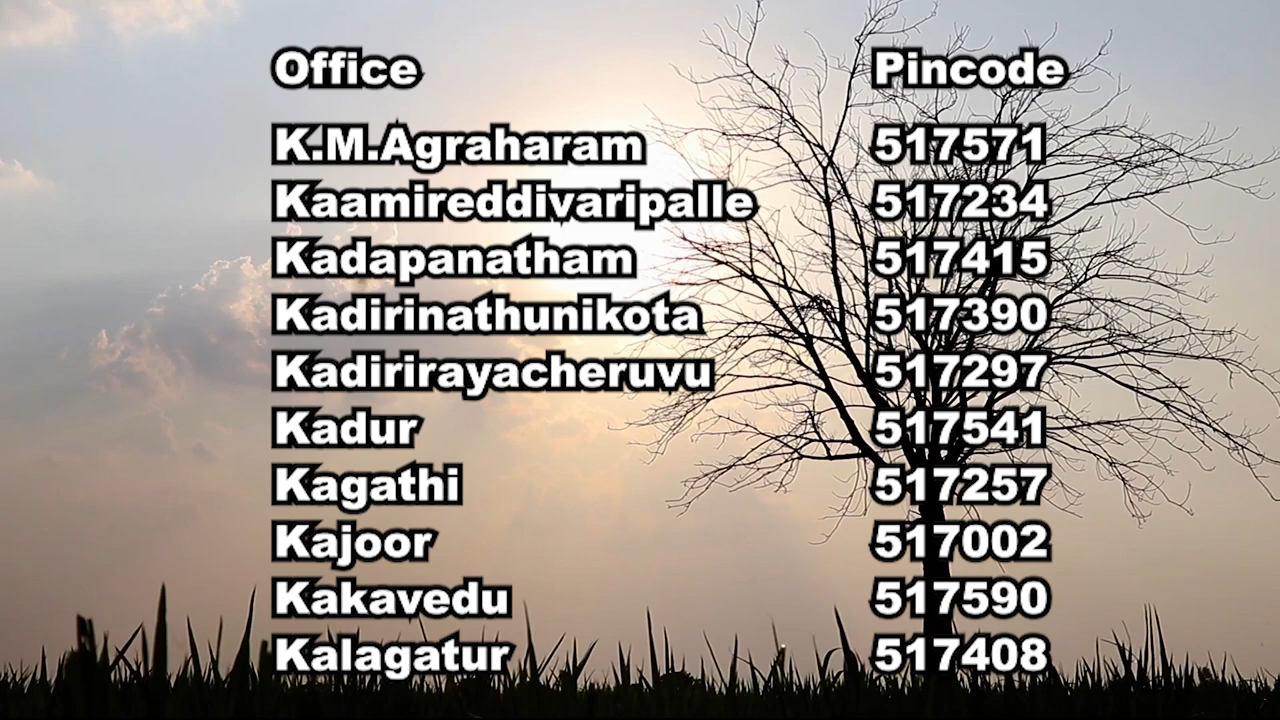 Office Pincode
K.M.Agraharam 517571
Kaamireddivaripalle 517234
Kadapanatham 517415
Kadirinathunikota 517390
Kadirirayacheruvu 517297
Kadur 517541
Kagathi 517257
Kajoor 517002
Kakavedu 517590
Kalagatur 517408